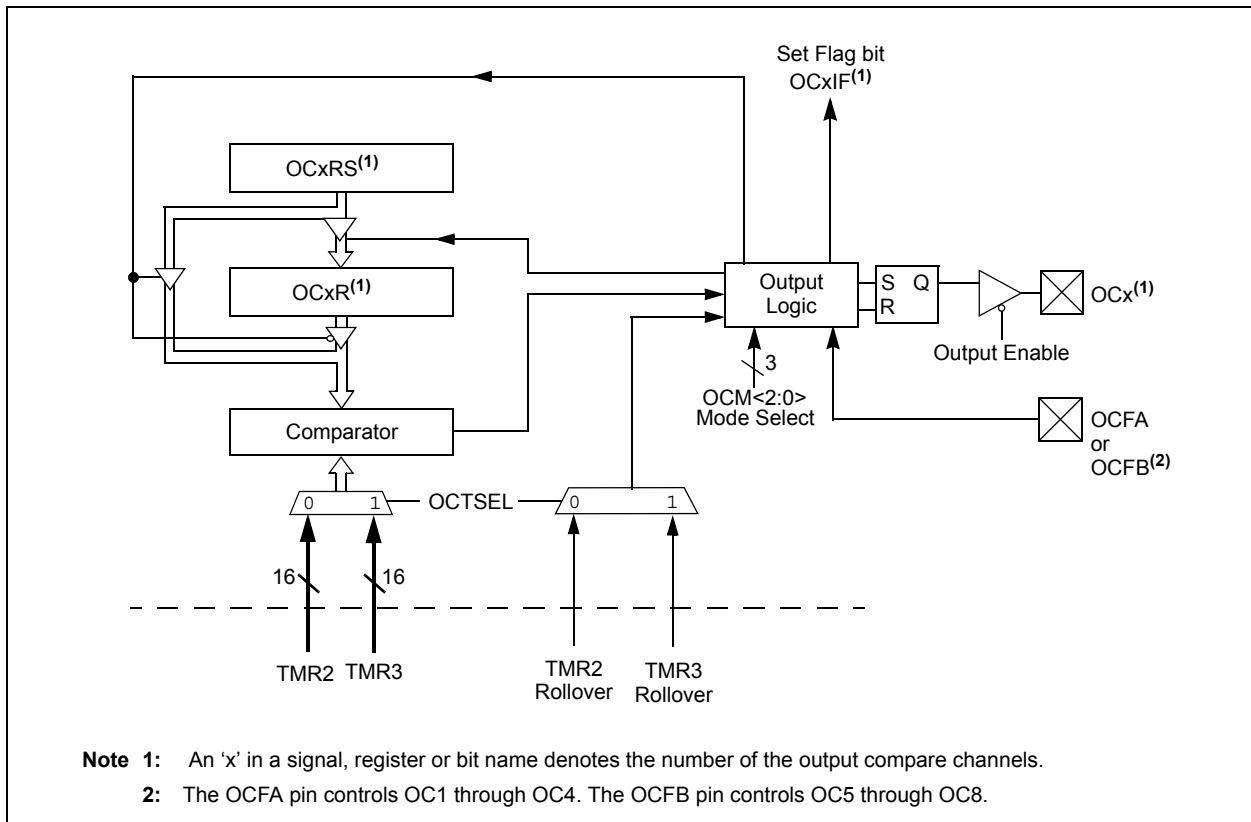 Set Flag bit
OCxIF(1)
OCxRS(1)
OCxR(1)
Output
Logic
S Q
R
OCx(1)
Output Enable
3
OCM<2:0>
Mode Select
Comparator
OCFA
or
OCFB(2)
0 1
OCTSEL
0 1
16
16
TMR2
TMR3
TMR2
Rollover
TMR3
Rollover
Note 1: An ‘x’ in a signal, register or bit name denotes the number of the output compare channels.
2: The OCFA pin controls OC1 through OC4. The OCFB pin controls OC5 through OC8.